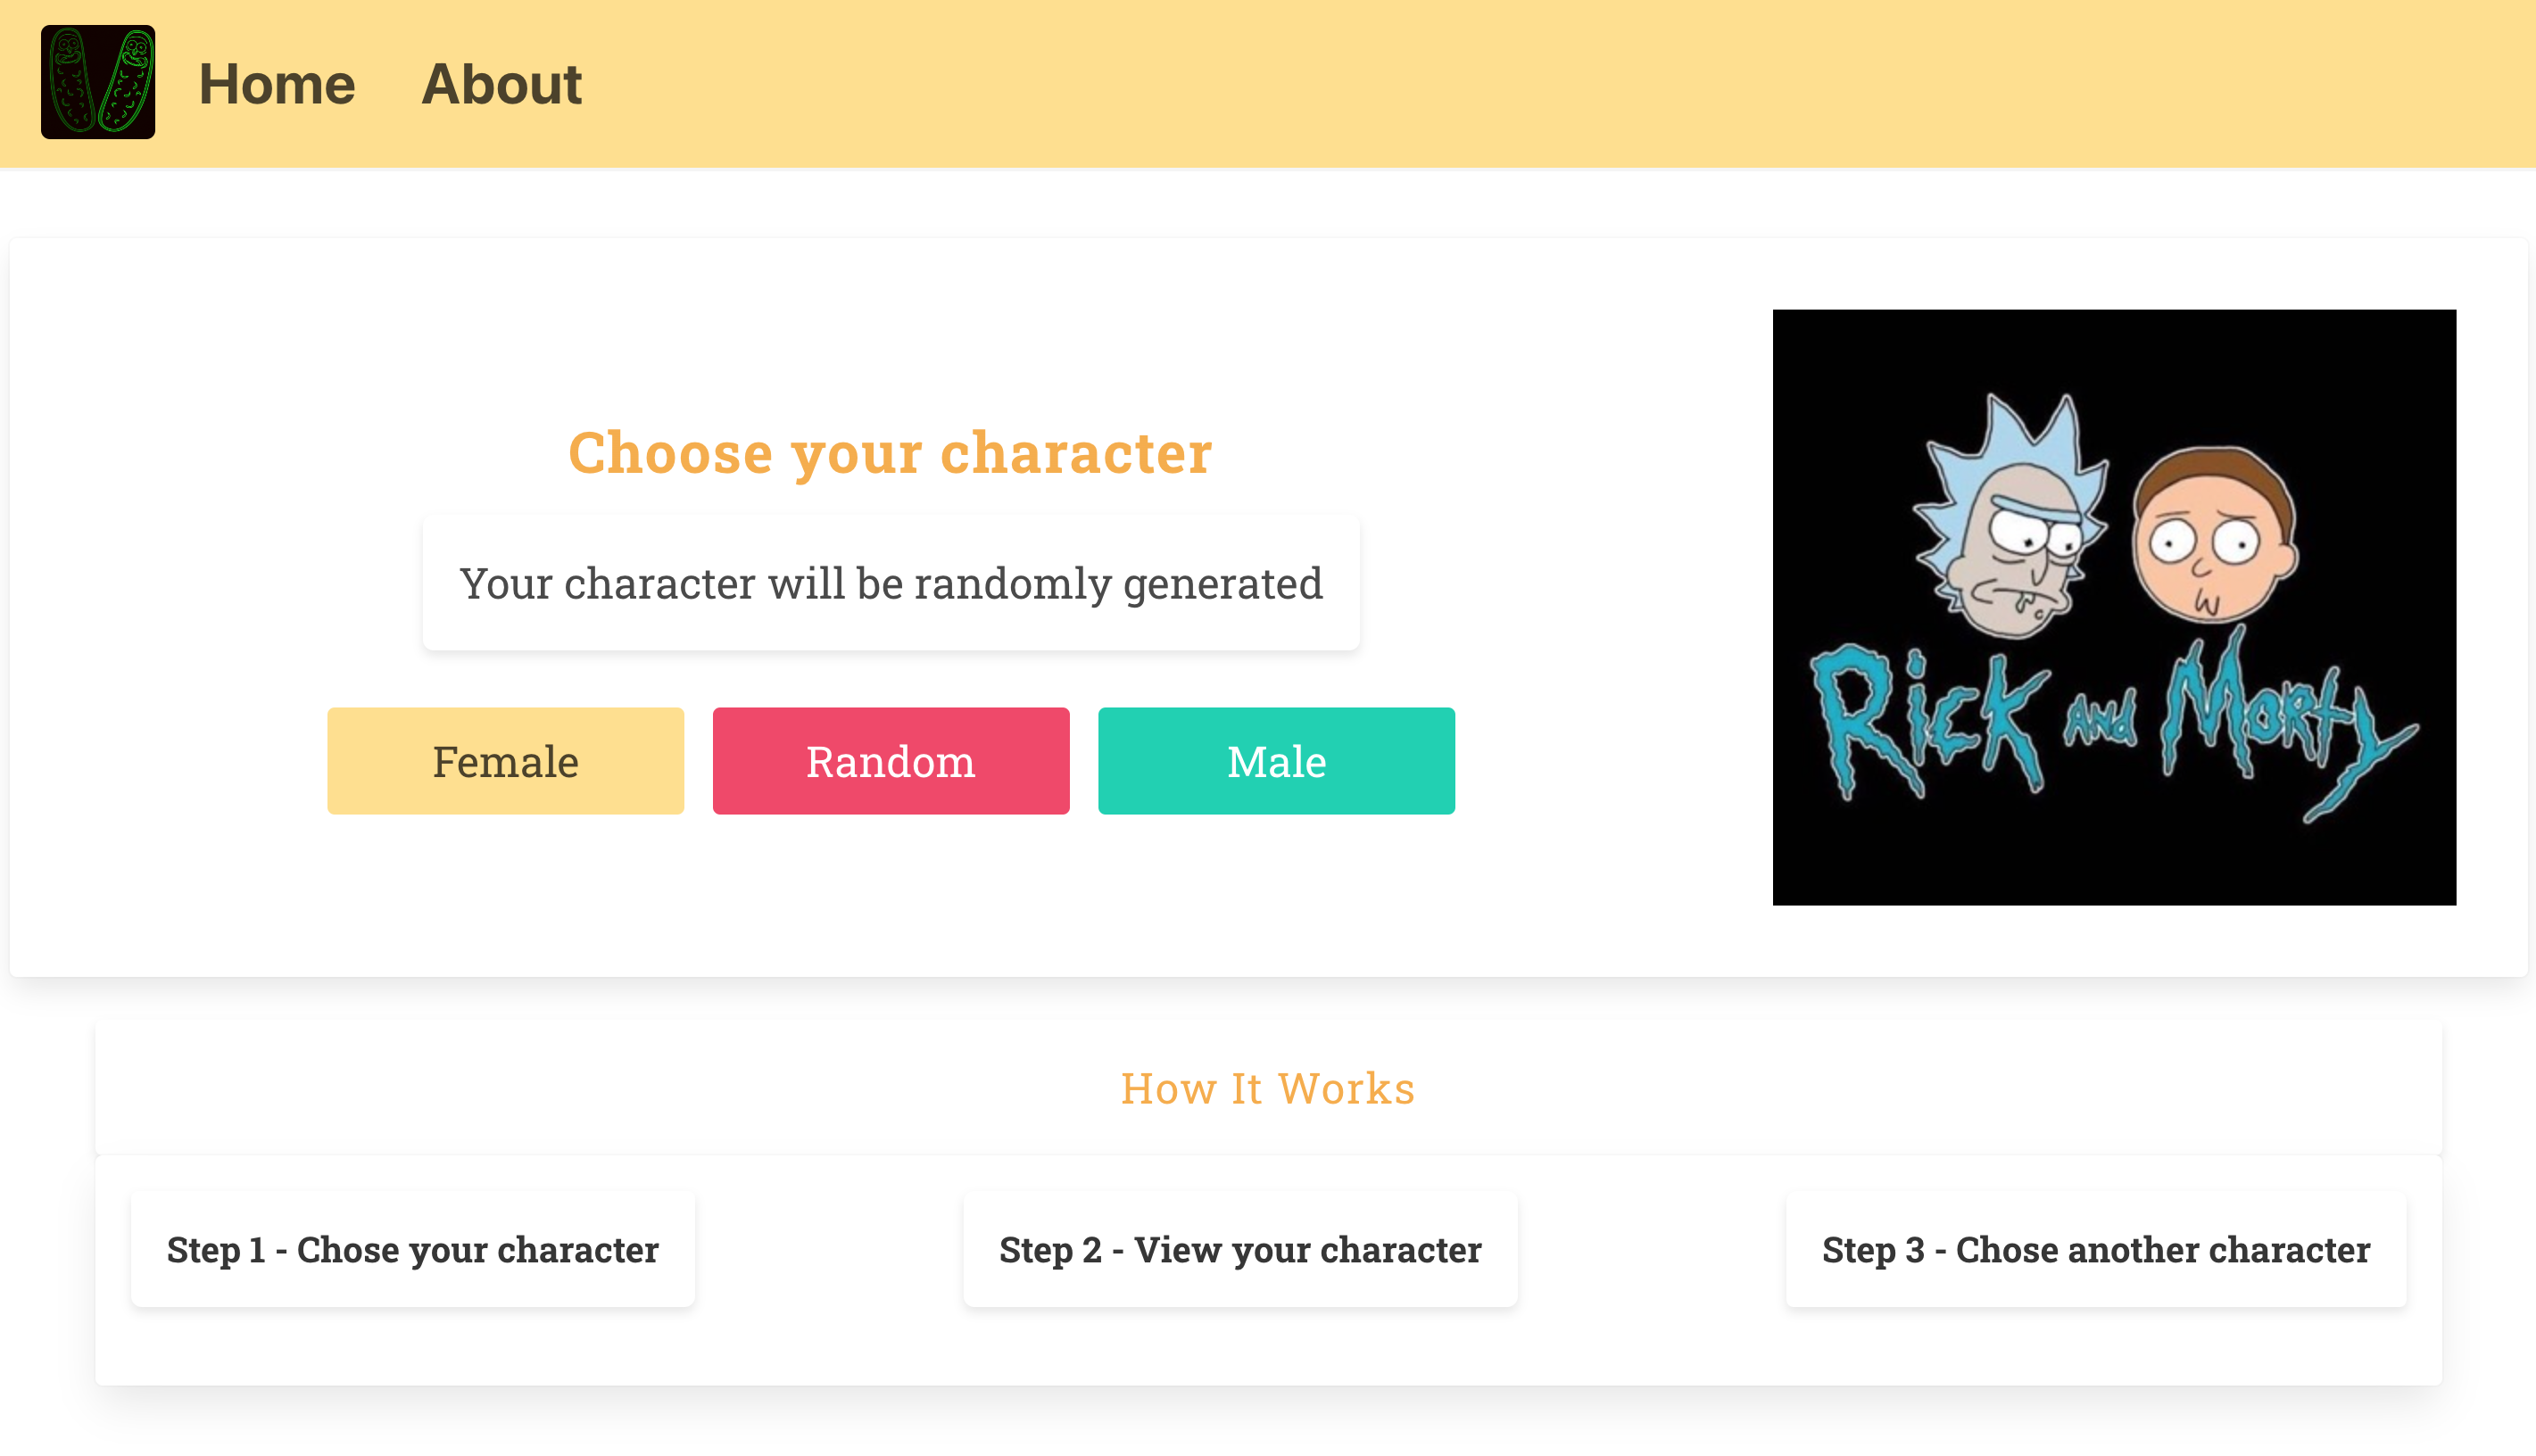 Home About
Choose your character
Your character will be randomly generated
Female Random Male
Rick AND Morty
How It Works
Step 1 - Chose your character
Step 2 - View your character
Step 3 - Chose another character